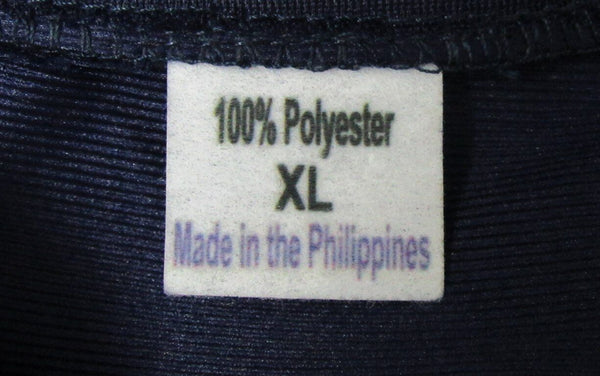 100% Polyester
XL
Made in the Philippines